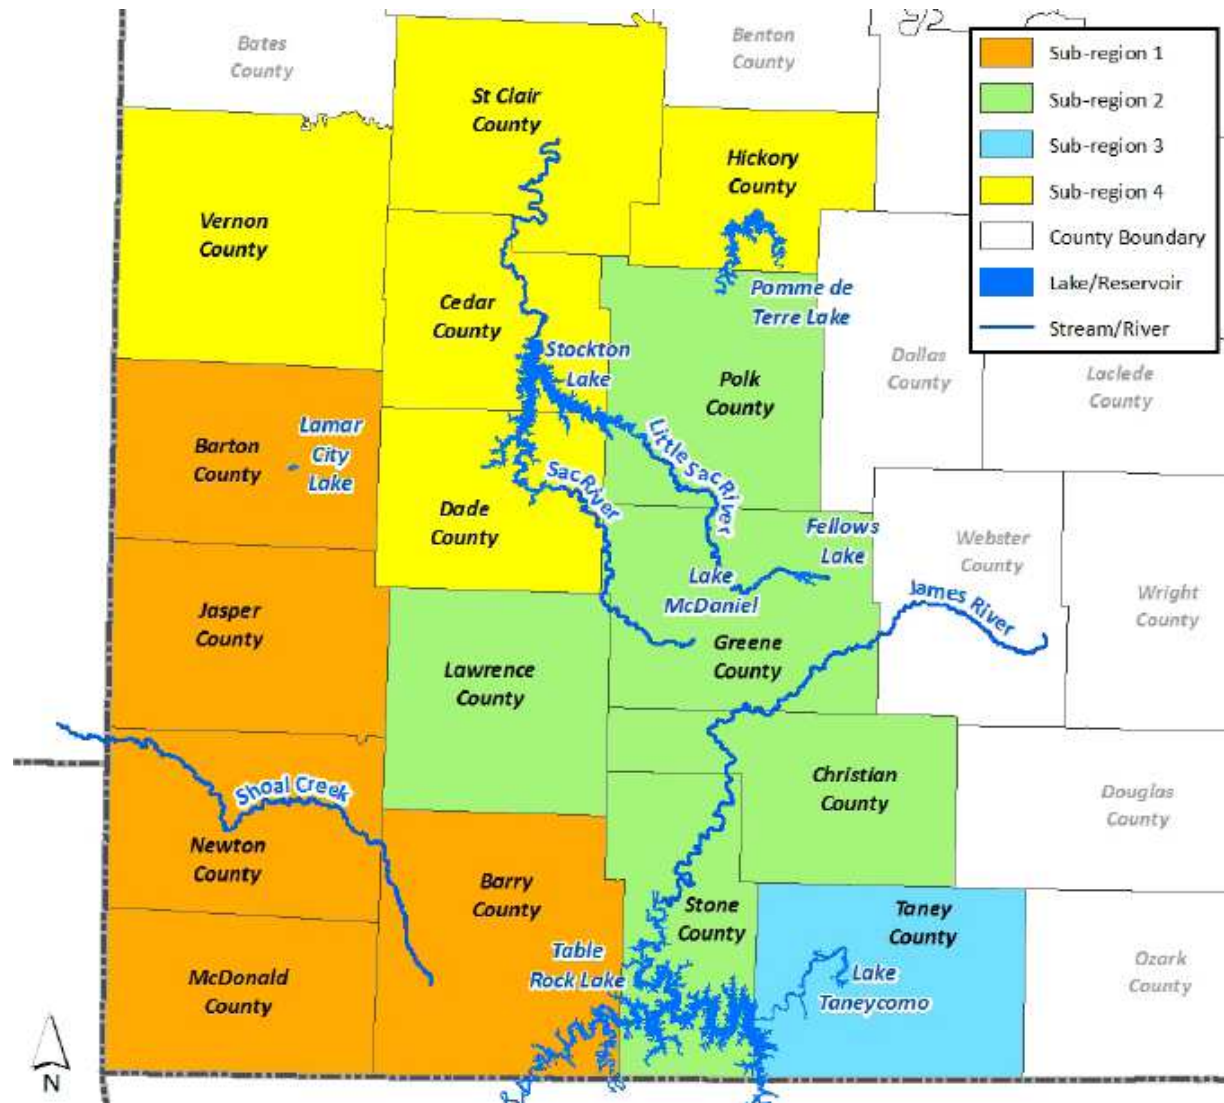 Bates
County
Benton
County
Sub-region 1
Sub-region 2
Sub-region 3
Sub-region 4
County Boundary
Lake/Reservoir
Stream/River
St Clair
County
Hickory
County
Vernon
County
Pomme de
Terre Lake
Cedar
County
Stockton
Lake
Dallas
County
Laclede
County
Polk
County
Lamar
City
Lake
Barton
County
Little Sac River
Sac River
Dade
County
Fellows
Lake
Webster
County
Lake
McDaniel
James River
Wright
County
Jasper
County
Greene
County
Lawrence
County
Shoal Creek
Christian
County
Douglas
County
Newton
County
Barry
County
Stone
County
Taney
County
Table
Rock Lake
Lake
Taneycomo
Ozark
County
McDonald
County
N